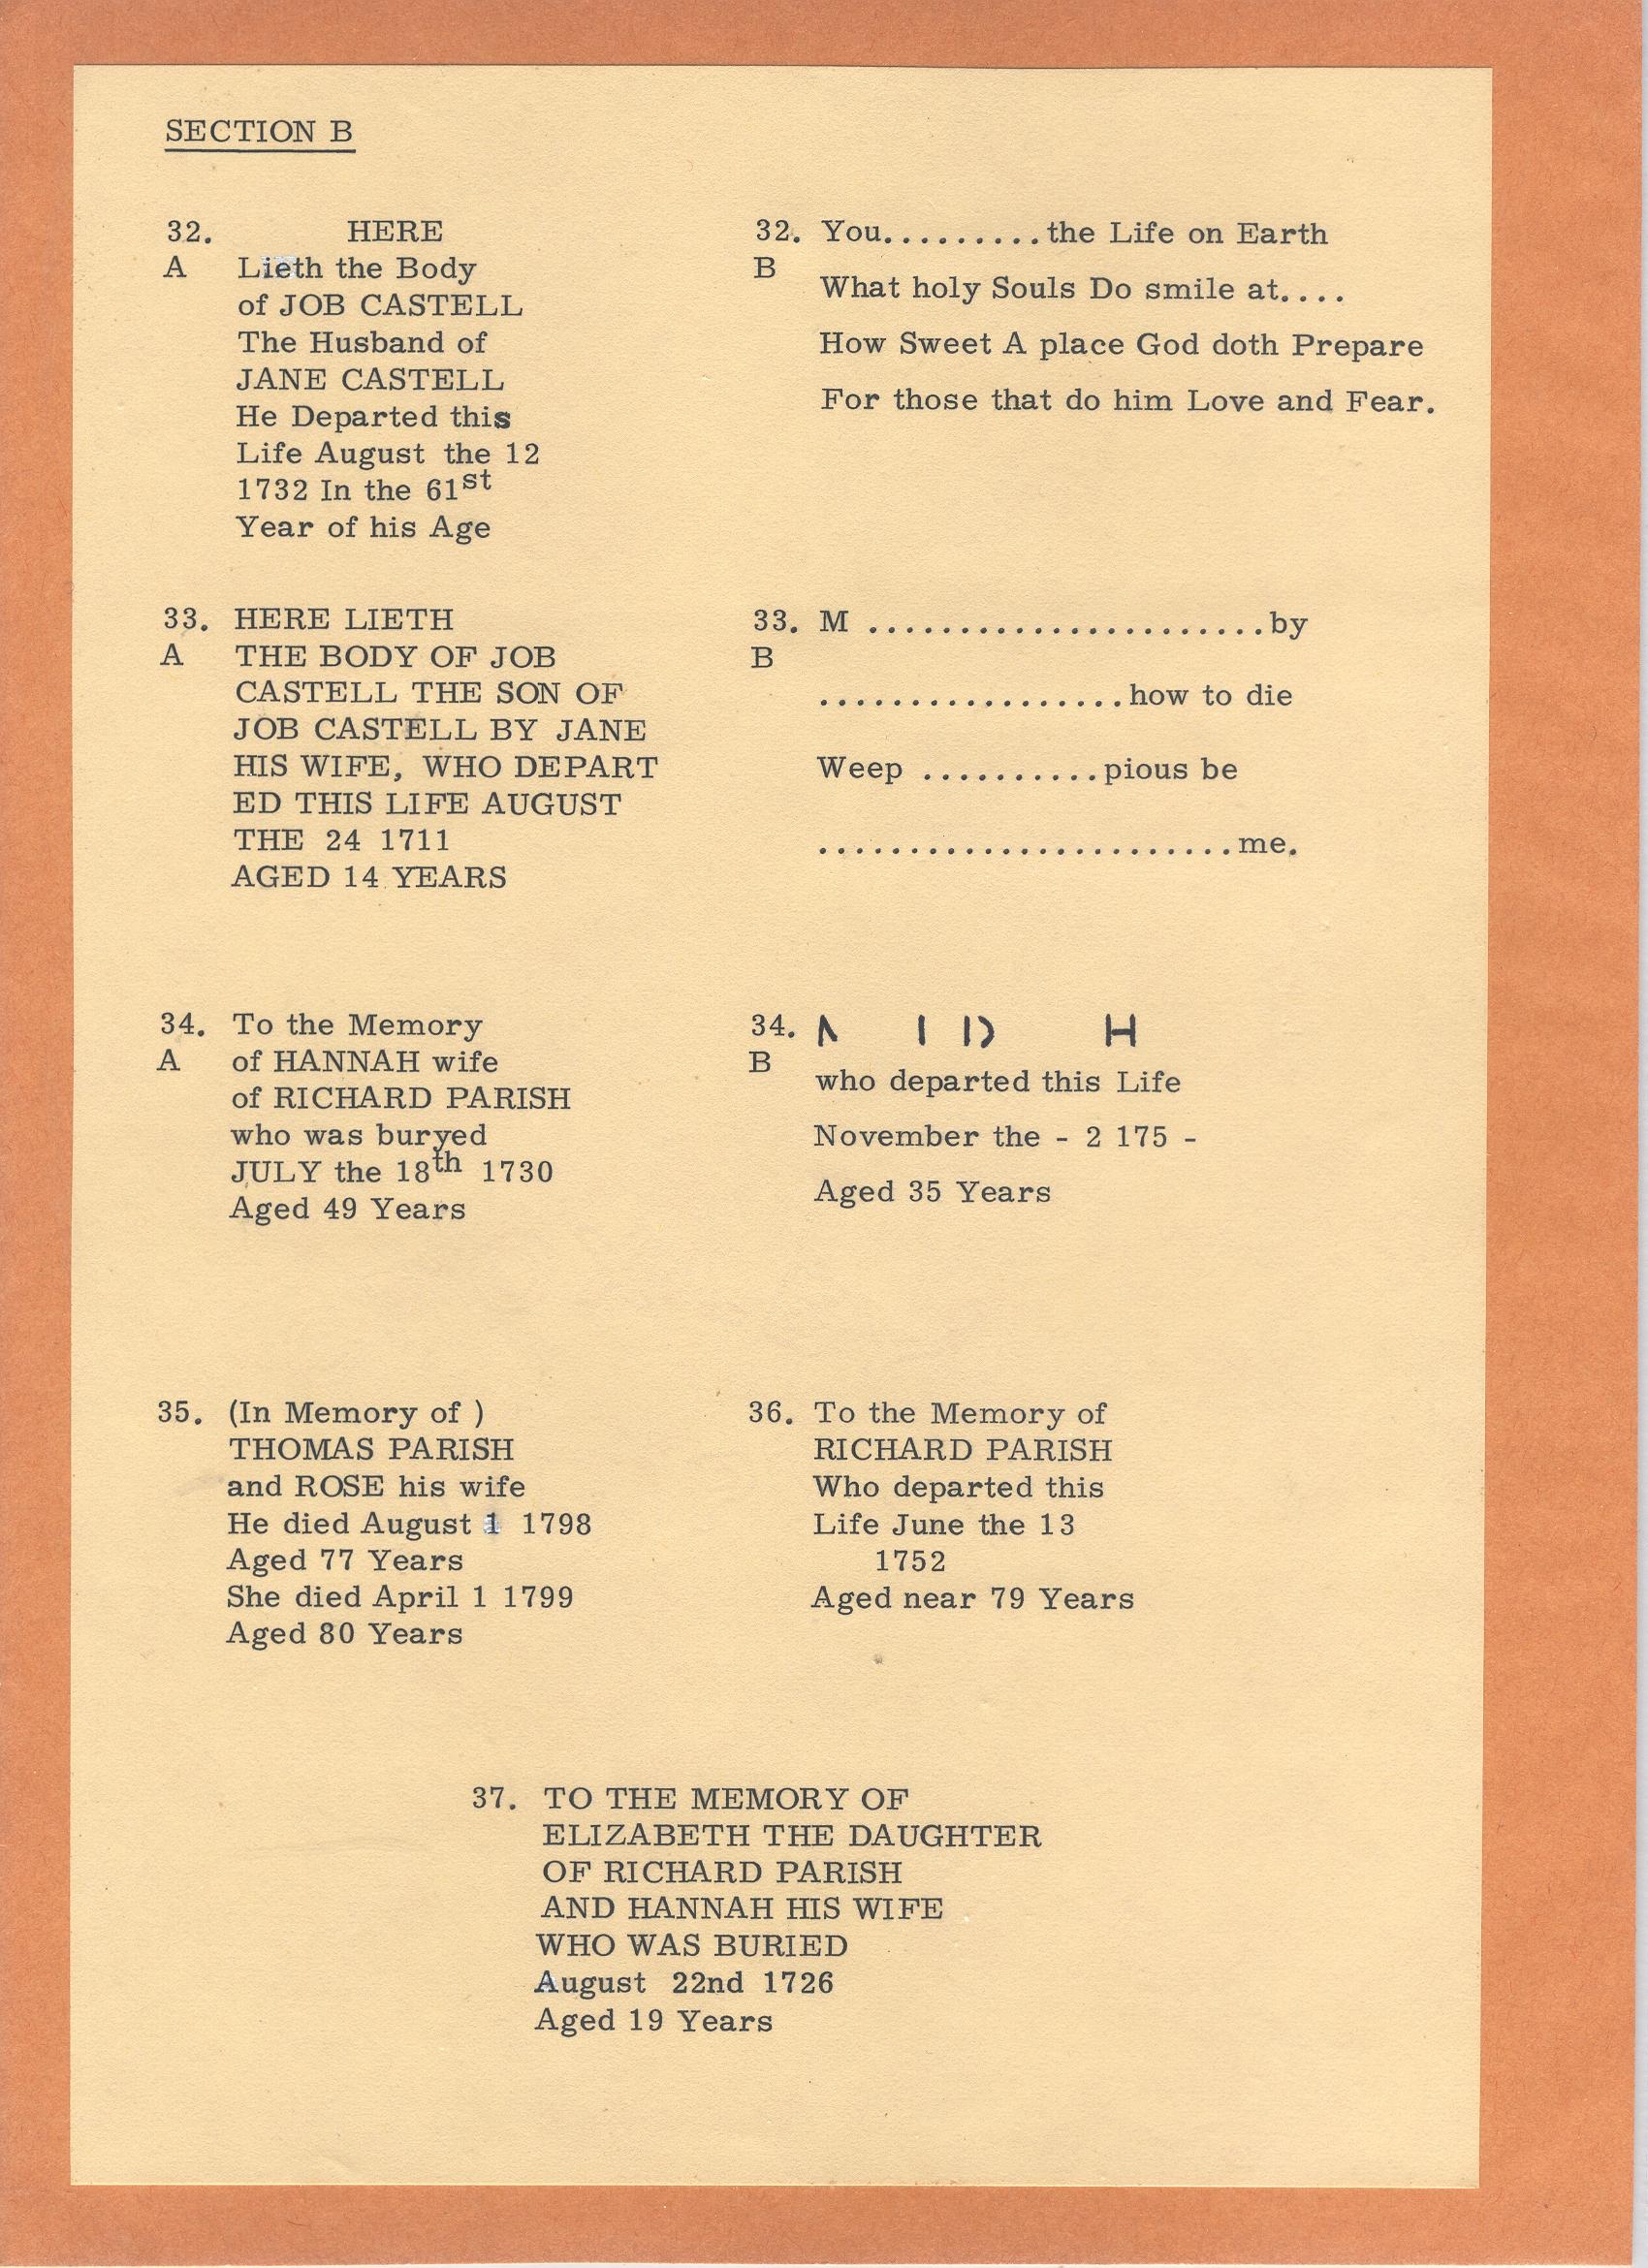 SECTION B
32. HERE
A Lieth the Body
of JOB CASTELL
The Husband of
JANE CASTELL
He Departed this
Life August the 12
1732 In the 61st
Year of his Age
32. You.........the Life on Earth
B
What holy Souls Do smile at....
How Sweet A place God doth Prepare
For those that do him Love and Fear.
33. HERE LIETH
A THE BODY OF JOB
CASTELL THE SON OF
JOB CASTELL BY JANE
HIS WIFE, WHO DEPART
ED THIS LIFE AUGUST
THE 24 1711
AGED 14 YEARS
33. M ......................by
B
.................how to die
Weep ..........pious be
.......................me.
34. To the Memory
A of HANNAH wife
of RICHARD PARISH
who was buryed
JULY the 18th 1730
Aged 49 Years
34. I D H
B
who departed this Life
November the - 2 175 -
Aged 35 Years
35. (In Memory of )
THOMAS PARISH
and ROSE his wife
He died August 1 1798
Aged 77 Years
She died April 1 1799
Aged 80 Years
36. To the Memory of
RICHARD PARISH
Who departed this
Life June the 13
1752
Aged near 79 Years
37. TO THE MEMORY OF
ELIZABETH THE DAUGHTER
OF RICHARD PARISH
AND HANNAH HIS WIFE
WHO WAS BURIED
August 22nd 1726
Aged 19 Years